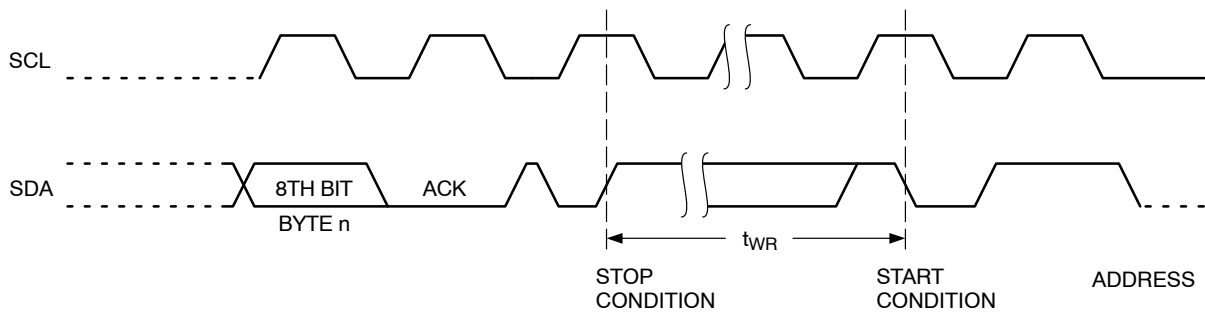 SCL
SDA
8TH BIT
ACK
BYTE n
tWR
STOP
CONDITION
START
CONDITION
ADDRESS